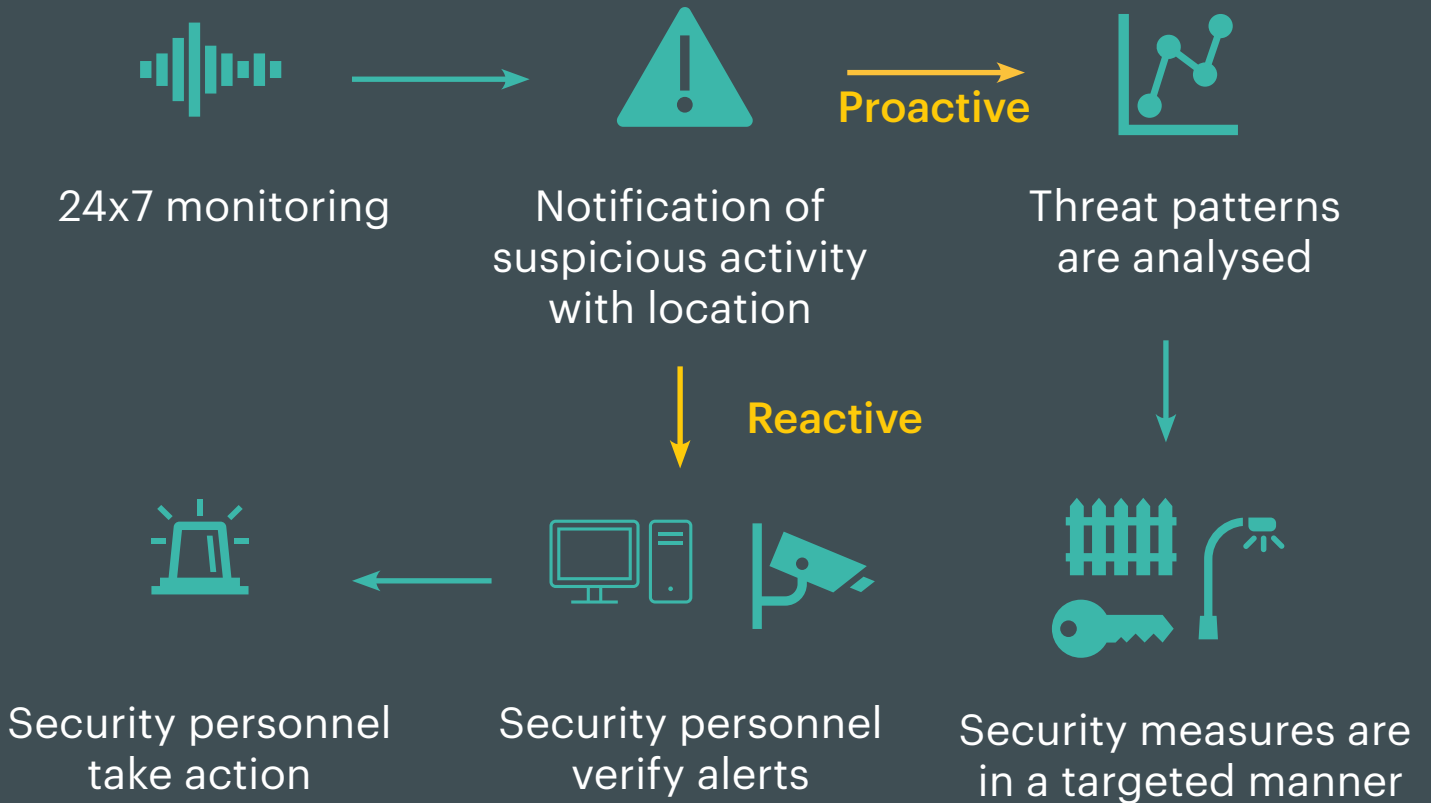 Proactive
24x7 monitoring
Notification of
suspicious activity
with location
Threat patterns
are analysed
Reactive
Security personnel
take action
Security personnel
verify alerts
Security measures are
in a targeted manner